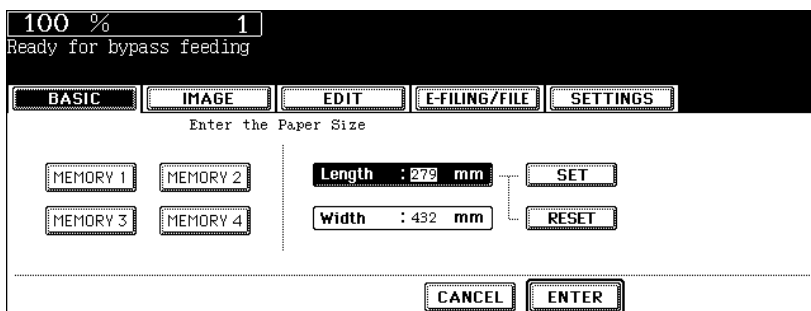 100 % 1
Ready for bypass feeding
BASIC IMAGE EDIT E-FILING/FILE SETTINGS
Enter the Paper Size
MEMORY 1 MEMORY 2 Length : 279 mm SET
MEMORY 3 MEMORY 4 Width : 432 mm RESET
CANCEL ENTER